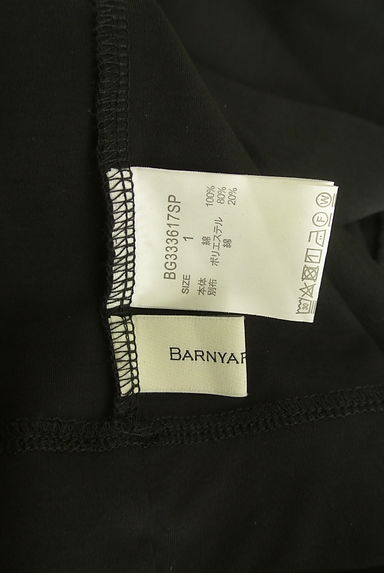 BG333617SP
SIZE 1
本体 綿 100%
別布 ポリエステル 80%
綿 20%
BARNYAR